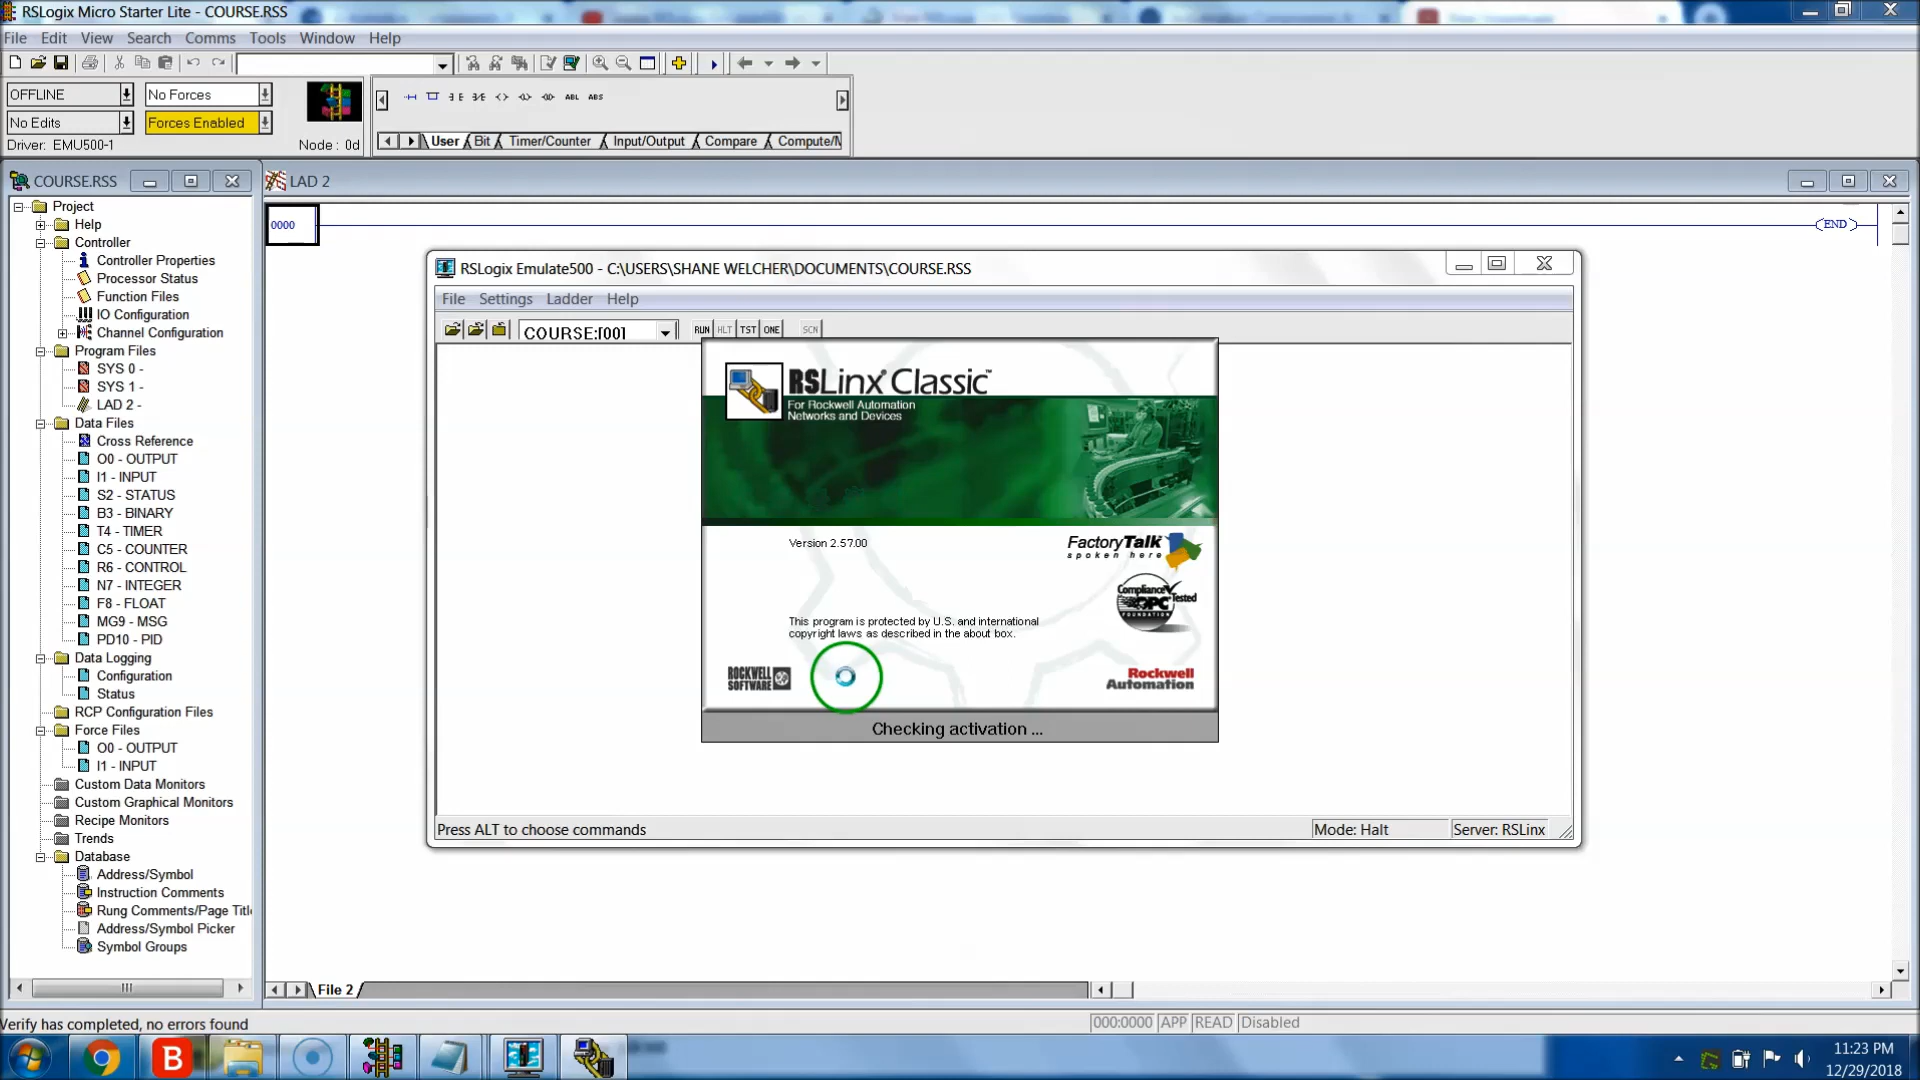 RSLogix Micro Starter Lite - COURSE.RSS
File Edit View Search Comms Tools Window Help
OFFLINE No Forces
No Edits Forces Enabled
Driver: EMU500-1 Node : 0d
ABL ABS
User Bit Timer/Counter Input/Output Compare Compute/M
COURSE.RSS
Project
Help
Controller
Controller Properties
Processor Status
Function Files
IO Configuration
Channel Configuration
Program Files
SYS 0 -
SYS 1 -
LAD 2 -
Data Files
Cross Reference
O0 - OUTPUT
I1 - INPUT
S2 - STATUS
B3 - BINARY
T4 - TIMER
C5 - COUNTER
R6 - CONTROL
N7 - INTEGER
F8 - FLOAT
MG9 - MSG
PD10 - PID
Data Logging
Configuration
Status
RCP Configuration Files
Force Files
O0 - OUTPUT
I1 - INPUT
Custom Data Monitors
Custom Graphical Monitors
Recipe Monitors
Trends
Database
Address/Symbol
Instruction Comments
Rung Comments/Page Title
Address/Symbol Picker
Symbol Groups
LAD 2
0000
END
RSLogix Emulate500 - C:\USERS\SHANE WELCHER\DOCUMENTS\COURSE.RSS
File Settings Ladder Help
COURSE:[00] RUN HLT TST ONE SCN
RSLinx Classic™
For Rockwell Automation
Networks and Devices
Version 2.57.00
FactoryTalk
spoken here
Compliance Tested
OPC
FOUNDATION
This program is protected by U.S. and international
copyright laws as described in the about box.
ROCKWELL
SOFTWARE
Rockwell
Automation
Checking activation ...
Press ALT to choose commands Mode: Halt Server: RSLinx
File 2
Verify has completed, no errors found 000:0000 APP READ Disabled
B
11:23 PM
12/29/2018